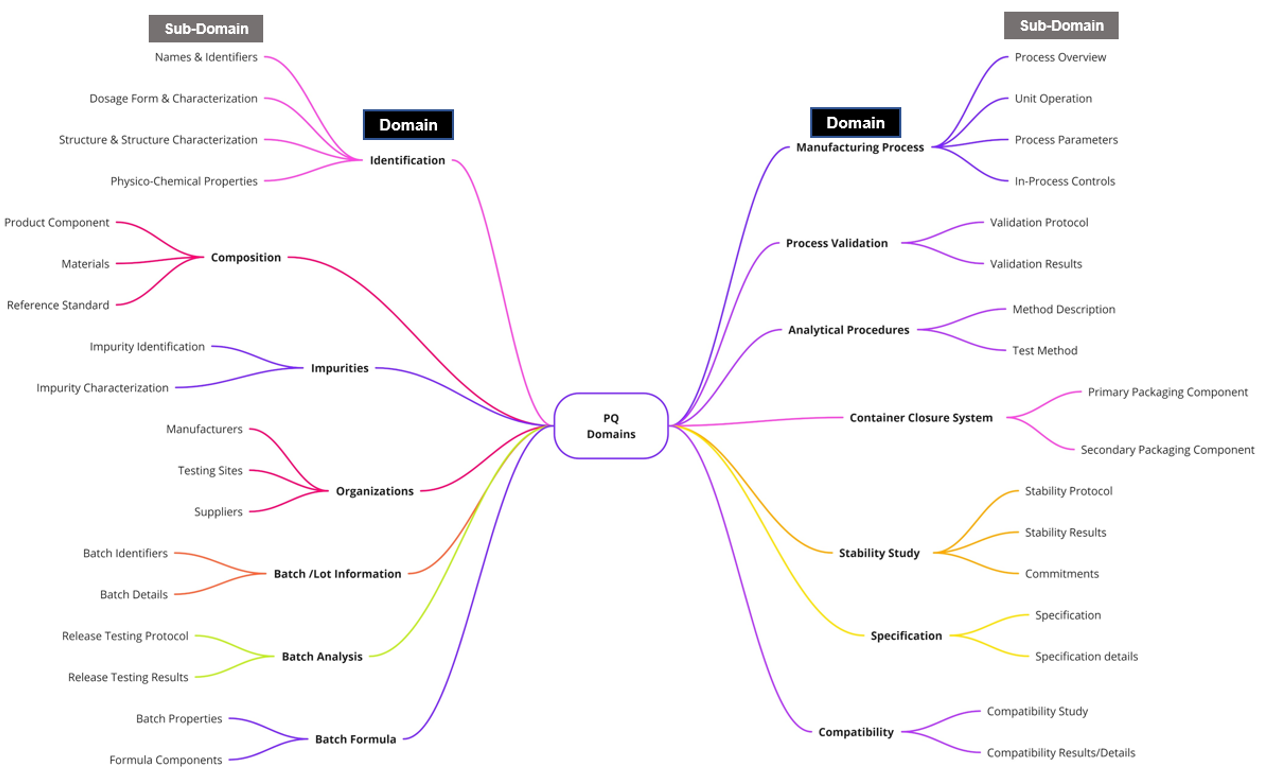 Sub-Domain
Names & Identifiers
Dosage Form & Characterization
Structure & Structure Characterization
Physico-Chemical Properties
Domain
Identification
Product Component
Materials
Reference Standard
Composition
Impurity Identification
Impurity Characterization
Impurities
Manufacturers
Testing Sites
Suppliers
Organizations
Batch Identifiers
Batch Details
Batch /Lot Information
Release Testing Protocol
Release Testing Results
Batch Analysis
Batch Properties
Formula Components
Batch Formula
PQ
Domains
Sub-Domain
Domain
Manufacturing Process
Process Overview
Unit Operation
Process Parameters
In-Process Controls
Process Validation
Validation Protocol
Validation Results
Analytical Procedures
Method Description
Test Method
Container Closure System
Primary Packaging Component
Secondary Packaging Component
Stability Study
Stability Protocol
Stability Results
Commitments
Specification
Specification
Specification details
Compatibility
Compatibility Study
Compatibility Results/Details